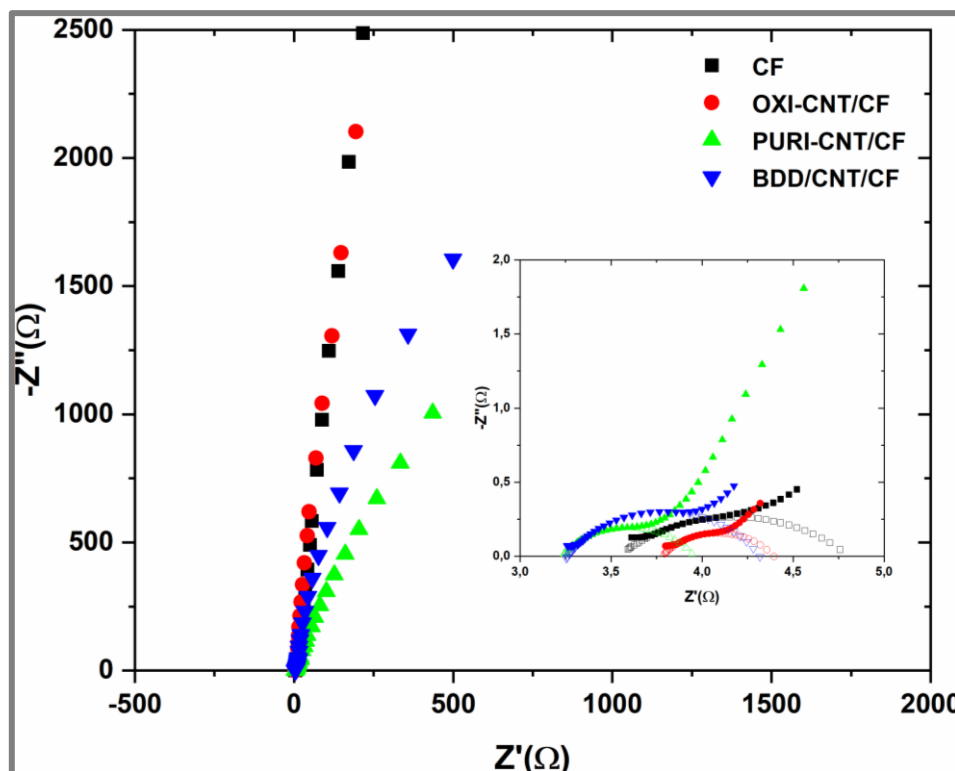 2500
2000
1500
1000
500
0
-500
0
500
1000
1500
2000
-Z"(Ω)
Z'(Ω)
CF
OXI-CNT/CF
PURI-CNT/CF
BDD/CNT/CF
2,0
1,5
1,0
0,5
0,0
3,0
3,5
4,0
4,5
5,0
-Z"(Ω)
Z'(Ω)